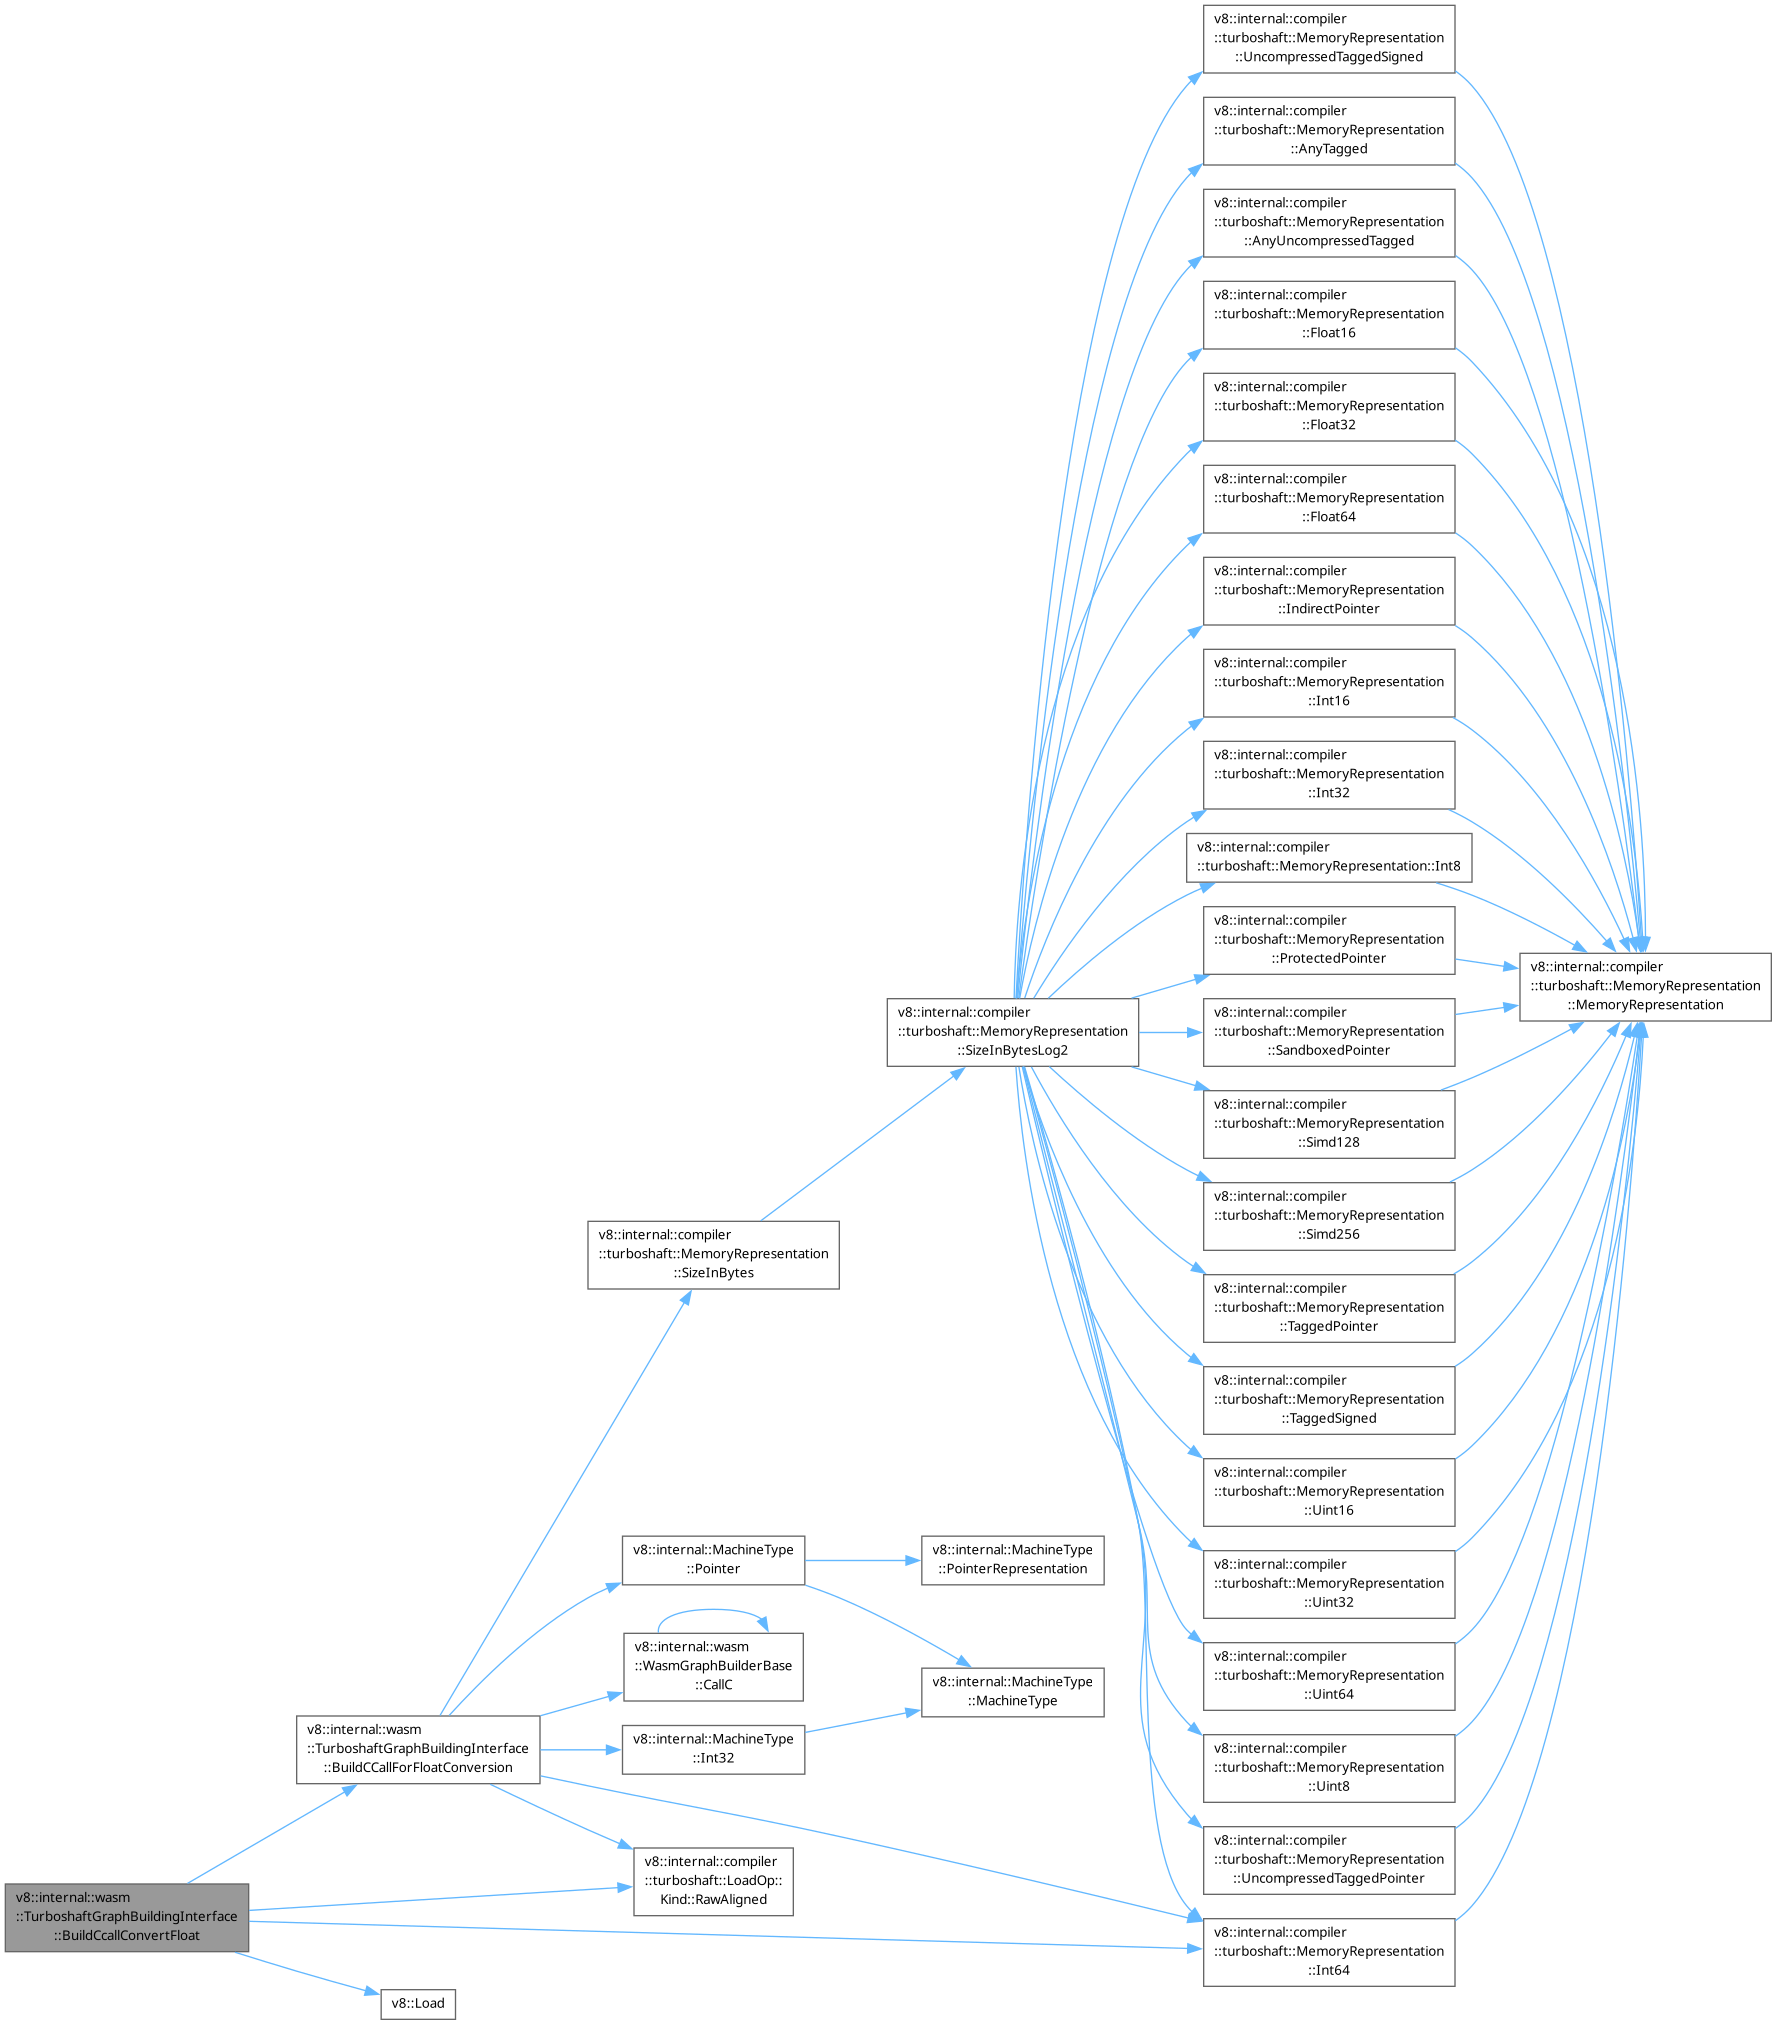 v8::internal::compiler
::turboshaft::MemoryRepresentation
::UncompressedTaggedSigned
v8::internal::compiler
::turboshaft::MemoryRepresentation
::AnyTagged
v8::internal::compiler
::turboshaft::MemoryRepresentation
::AnyUncompressedTagged
v8::internal::compiler
::turboshaft::MemoryRepresentation
::Float16
v8::internal::compiler
::turboshaft::MemoryRepresentation
::Float32
v8::internal::compiler
::turboshaft::MemoryRepresentation
::Float64
v8::internal::compiler
::turboshaft::MemoryRepresentation
::IndirectPointer
v8::internal::compiler
::turboshaft::MemoryRepresentation
::Int16
v8::internal::compiler
::turboshaft::MemoryRepresentation
::Int32
v8::internal::compiler
::turboshaft::MemoryRepresentation::Int8
v8::internal::compiler
::turboshaft::MemoryRepresentation
::ProtectedPointer
v8::internal::compiler
::turboshaft::MemoryRepresentation
::MemoryRepresentation
v8::internal::compiler
::turboshaft::MemoryRepresentation
::SizeInBytesLog2
v8::internal::compiler
::turboshaft::MemoryRepresentation
::SandboxedPointer
v8::internal::compiler
::turboshaft::MemoryRepresentation
::Simd128
v8::internal::compiler
::turboshaft::MemoryRepresentation
::Simd256
v8::internal::compiler
::turboshaft::MemoryRepresentation
::SizeInBytes
v8::internal::compiler
::turboshaft::MemoryRepresentation
::TaggedPointer
v8::internal::compiler
::turboshaft::MemoryRepresentation
::TaggedSigned
v8::internal::compiler
::turboshaft::MemoryRepresentation
::Uint16
v8::internal::MachineType
::Pointer
v8::internal::MachineType
::PointerRepresentation
v8::internal::compiler
::turboshaft::MemoryRepresentation
::Uint32
v8::internal::wasm
::WasmGraphBuilderBase
::CallC
v8::internal::MachineType
::MachineType
v8::internal::compiler
::turboshaft::MemoryRepresentation
::Uint64
v8::internal::wasm
::TurboshaftGraphBuildingInterface
::BuildCCallForFloatConversion
v8::internal::MachineType
::Int32
v8::internal::compiler
::turboshaft::MemoryRepresentation
::Uint8
v8::internal::compiler
::turboshaft::LoadOp::
Kind::RawAligned
v8::internal::compiler
::turboshaft::MemoryRepresentation
::UncompressedTaggedPointer
v8::internal::wasm
::TurboshaftGraphBuildingInterface
::BuildCcallConvertFloat
v8::internal::compiler
::turboshaft::MemoryRepresentation
::Int64
v8::Load